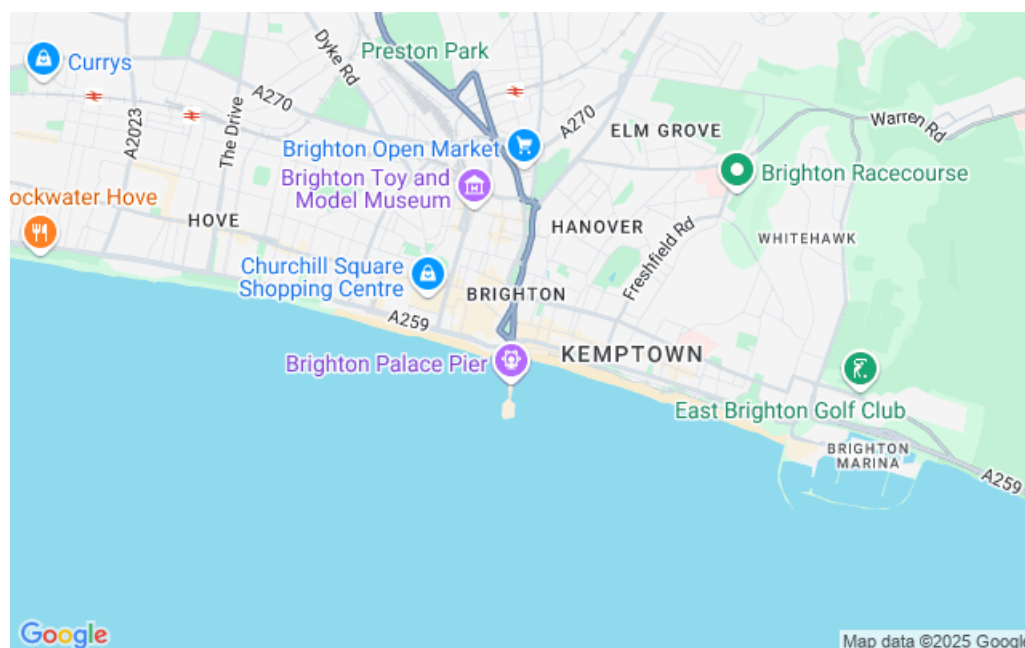 Preston Park
Dyke Rd
Currys
A270
A2023
The Drive
A270
ELM GROVE
Warren Rd
Brighton Open Market
Brighton Toy and
Model Museum
Brighton Racecourse
ockwater Hove
HOVE
HANOVER
Freshfield Rd
WHITEHAWK
Churchill Square
Shopping Centre
BRIGHTON
A259
Brighton Palace Pier
KEMPTOWN
East Brighton Golf Club
BRIGHTON
MARINA
A259
Google
Map data ©2025 Google